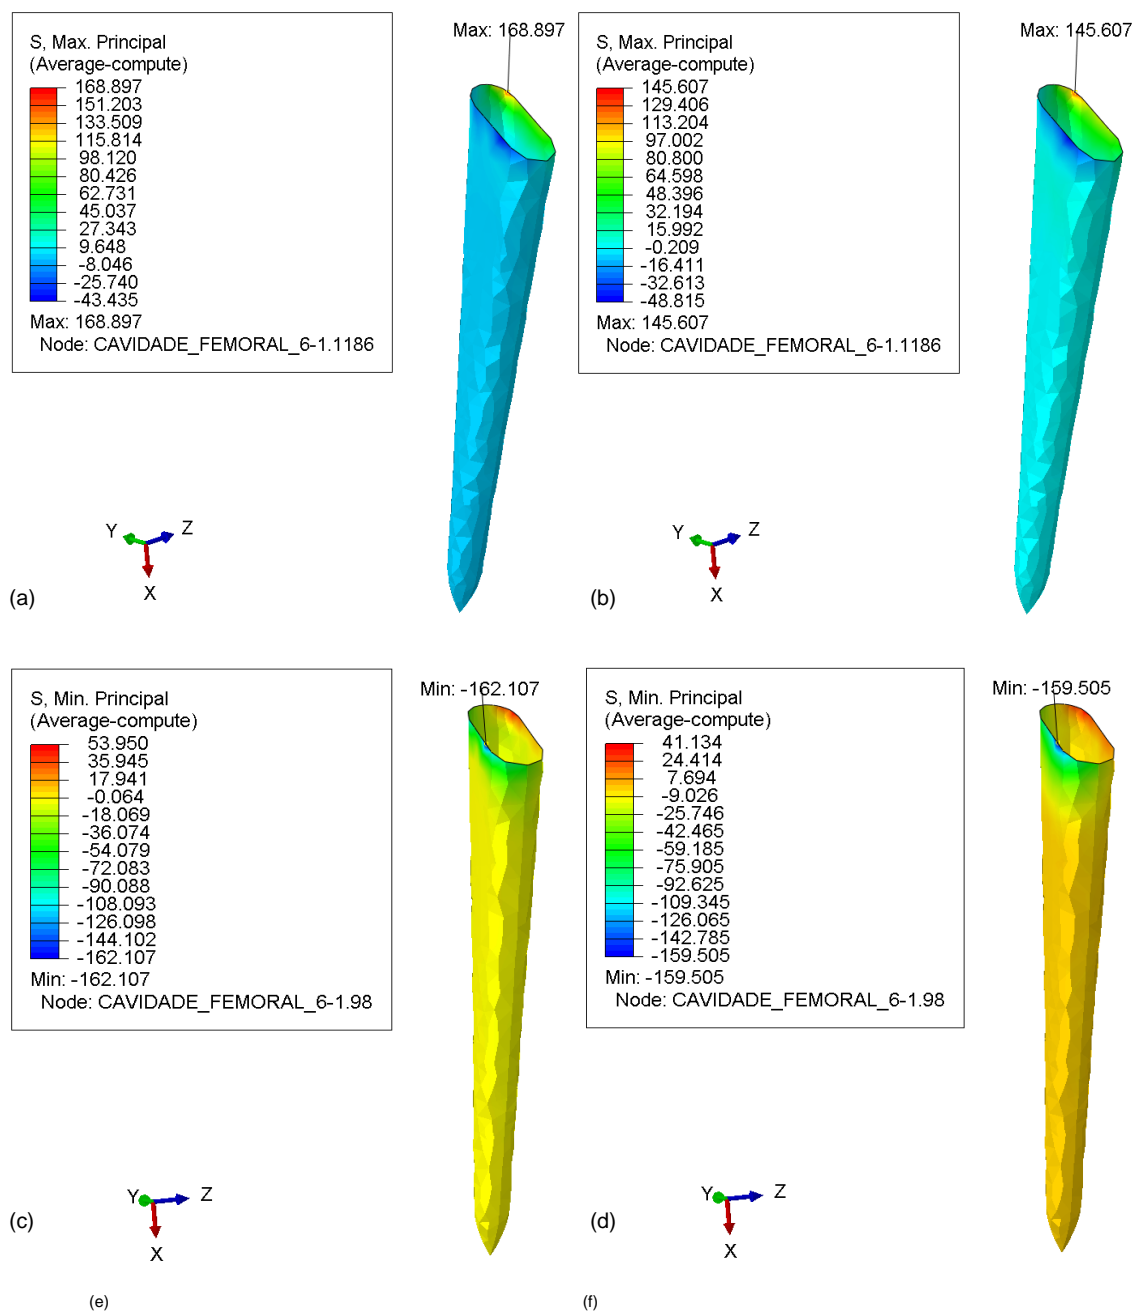 S, Max. Principal
(Average-compute)
168.897
151.203
133.509
115.814
98.120
80.426
62.731
45.037
27.343
9.648
-8.046
-25.740
-43.435
Max: 168.897
Node: CAVIDADE_FEMORAL_6-1.1186
Max: 168.897
Y
Z
X
(a)
S, Max. Principal
(Average-compute)
145.607
129.406
113.204
97.002
80.800
64.598
48.396
32.194
15.992
-0.209
-16.411
-32.613
-48.815
Max: 145.607
Node: CAVIDADE_FEMORAL_6-1.1186
Max: 145.607
Y
Z
X
(b)
S, Min. Principal
(Average-compute)
53.950
35.945
17.941
-0.064
-18.069
-36.074
-54.079
-72.083
-90.088
-108.093
-126.098
-144.102
-162.107
Min: -162.107
Node: CAVIDADE_FEMORAL_6-1.98
Min: -162.107
Y
Z
X
(c)
S, Min. Principal
(Average-compute)
41.134
24.414
7.694
-9.026
-25.746
-42.465
-59.185
-75.905
-92.625
-109.345
-126.065
-142.785
-159.505
Min: -159.505
Node: CAVIDADE_FEMORAL_6-1.98
Min: -159.505
Y
Z
X
(d)
(e)
(f)